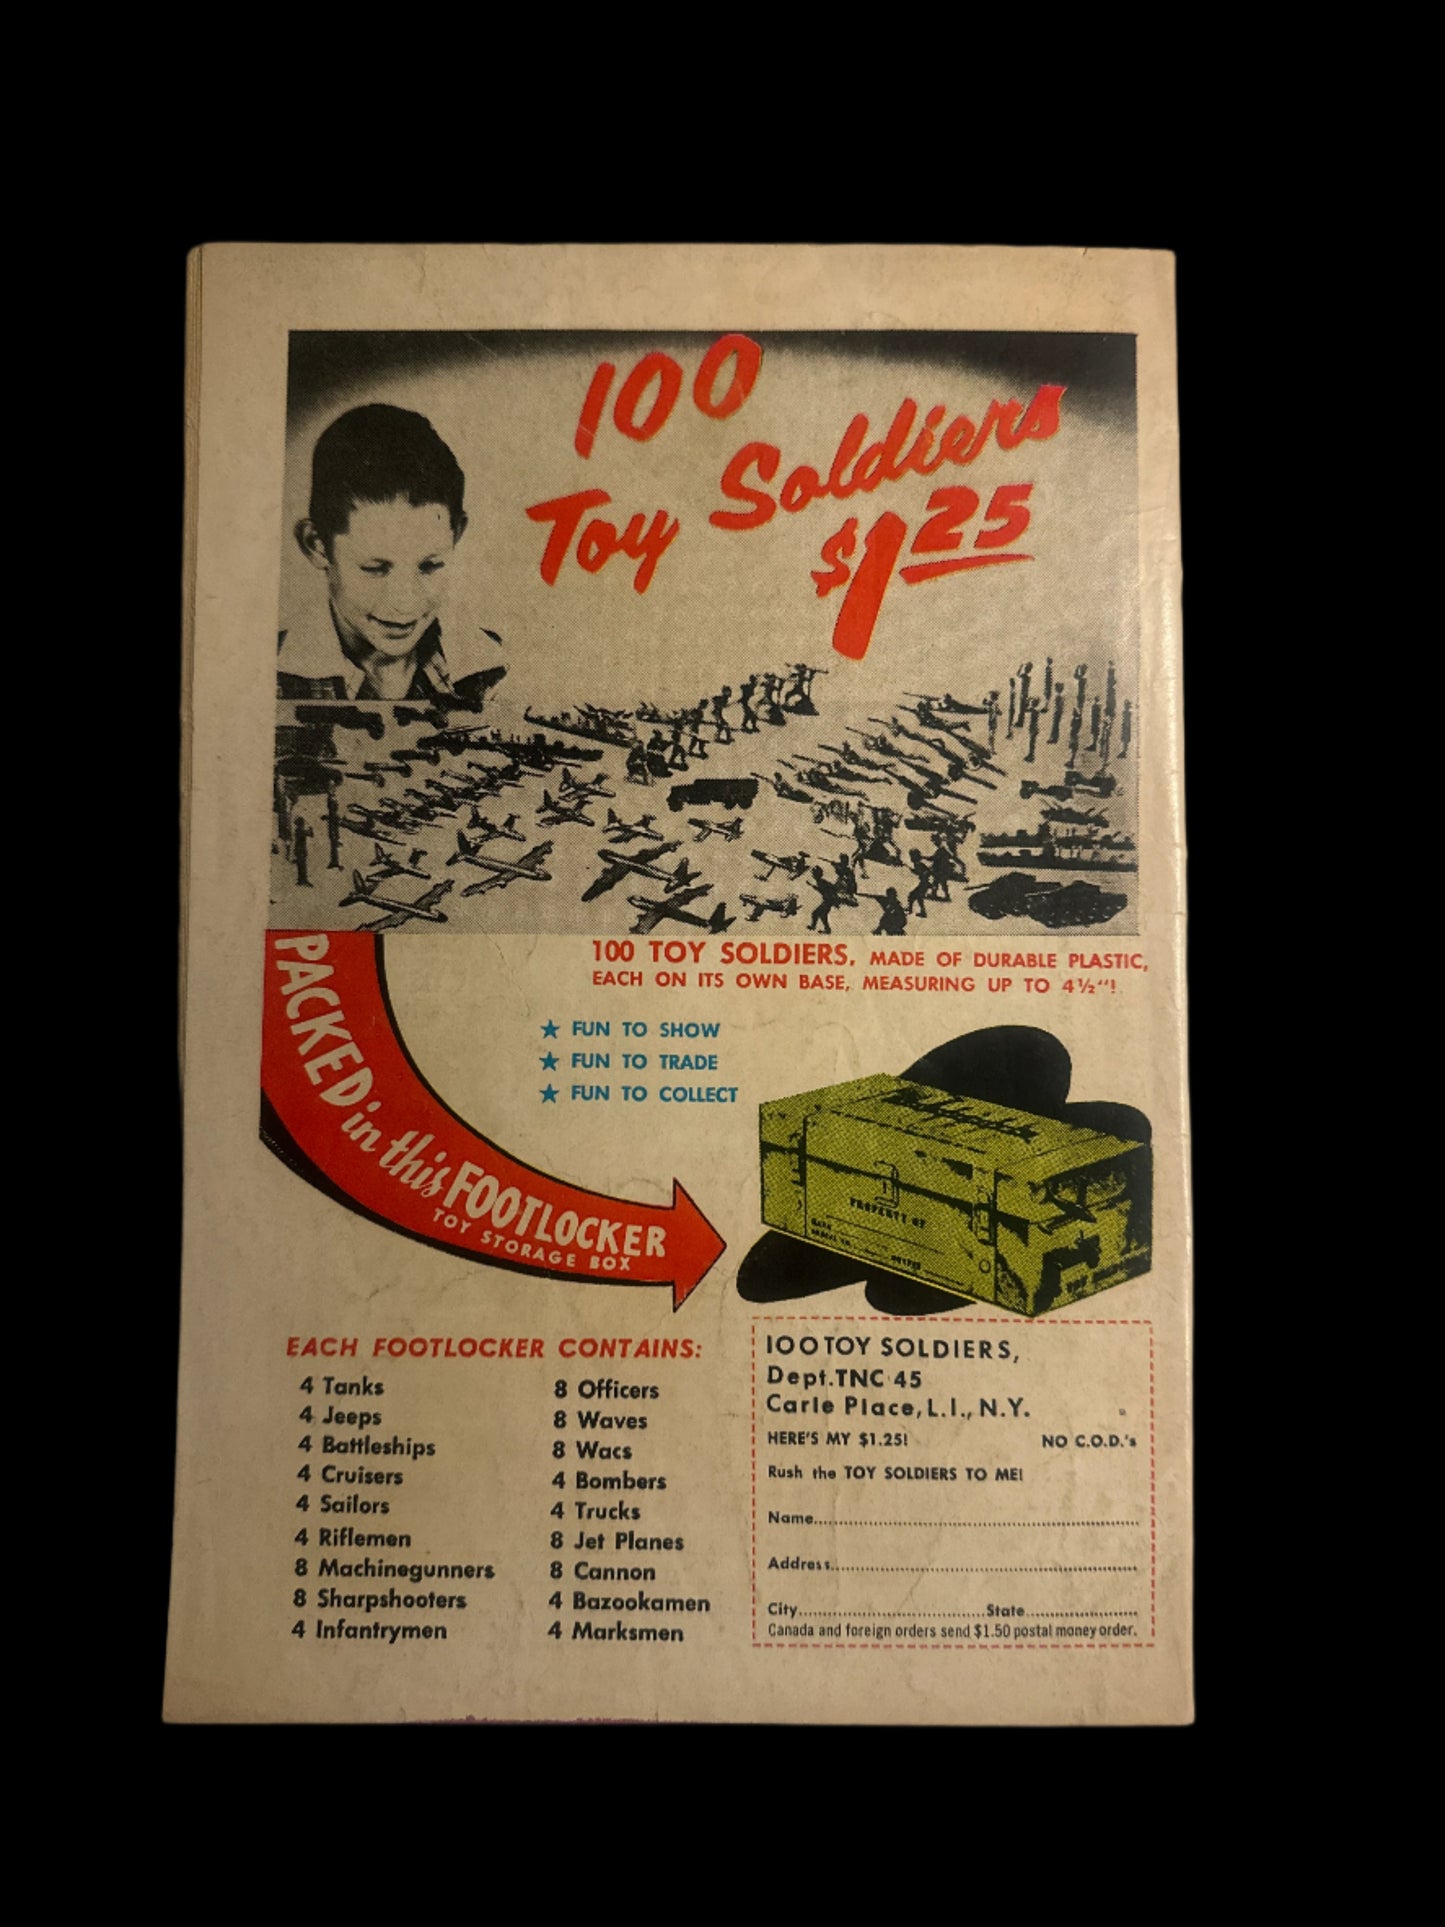 100
Toy Soldiers
$1 25
100 TOY SOLDIERS, MADE OF DURABLE PLASTIC,
EACH ON ITS OWN BASE, MEASURING UP TO 4½"!
★ FUN TO SHOW
★ FUN TO TRADE
★ FUN TO COLLECT
PACKED in this FOOTLOCKER
TOY STORAGE BOX
PROPERTY OF
EACH FOOTLOCKER CONTAINS:
4 Tanks
4 Jeeps
4 Battleships
4 Cruisers
4 Sailors
4 Riflemen
8 Machinegunners
8 Sharpshooters
4 Infantrymen
8 Officers
8 Waves
8 Wacs
4 Bombers
4 Trucks
8 Jet Planes
8 Cannon
4 Bazookamen
4 Marksmen
100 TOY SOLDIERS,
Dept. TNC 45
Carle Place, L.I., N.Y.
HERE'S MY $1.25! NO C.O.D.'s
Rush the TOY SOLDIERS TO ME!
Name
Address
City State
Canada and foreign orders send $1.50 postal money order.